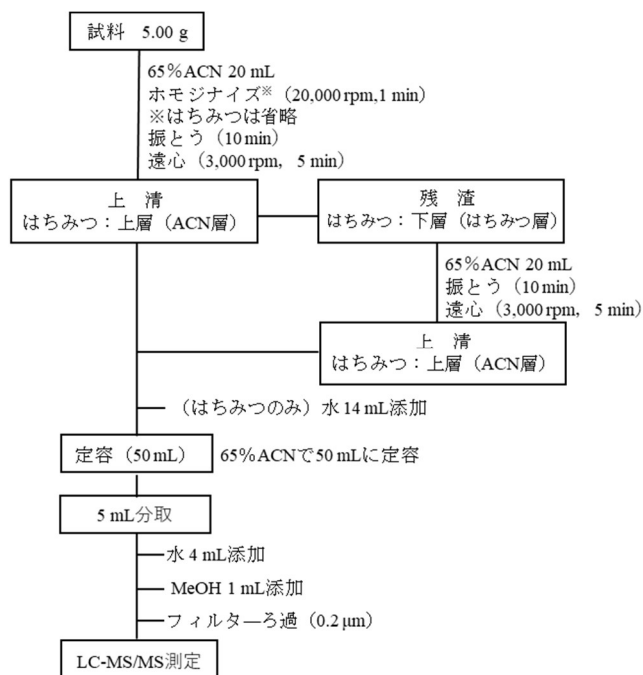 試料 5.00 g
65%ACN 20 mL
ホモジナイズ※（20,000 rpm,1 min）
※はちみつは省略
振とう（10 min）
遠心（3,000 rpm, 5 min）
上 清
はちみつ：上層（ACN層）
残 渣
はちみつ：下層（はちみつ層）
65%ACN 20 mL
振とう（10 min）
遠心（3,000 rpm, 5 min）
上 清
はちみつ：上層（ACN層）
（はちみつのみ）水 14 mL添加
定容（50 mL）
65%ACNで50 mLに定容
5 mL分取
水 4 mL添加
MeOH 1 mL添加
フィルターろ過（0.2 μm）
LC-MS/MS測定